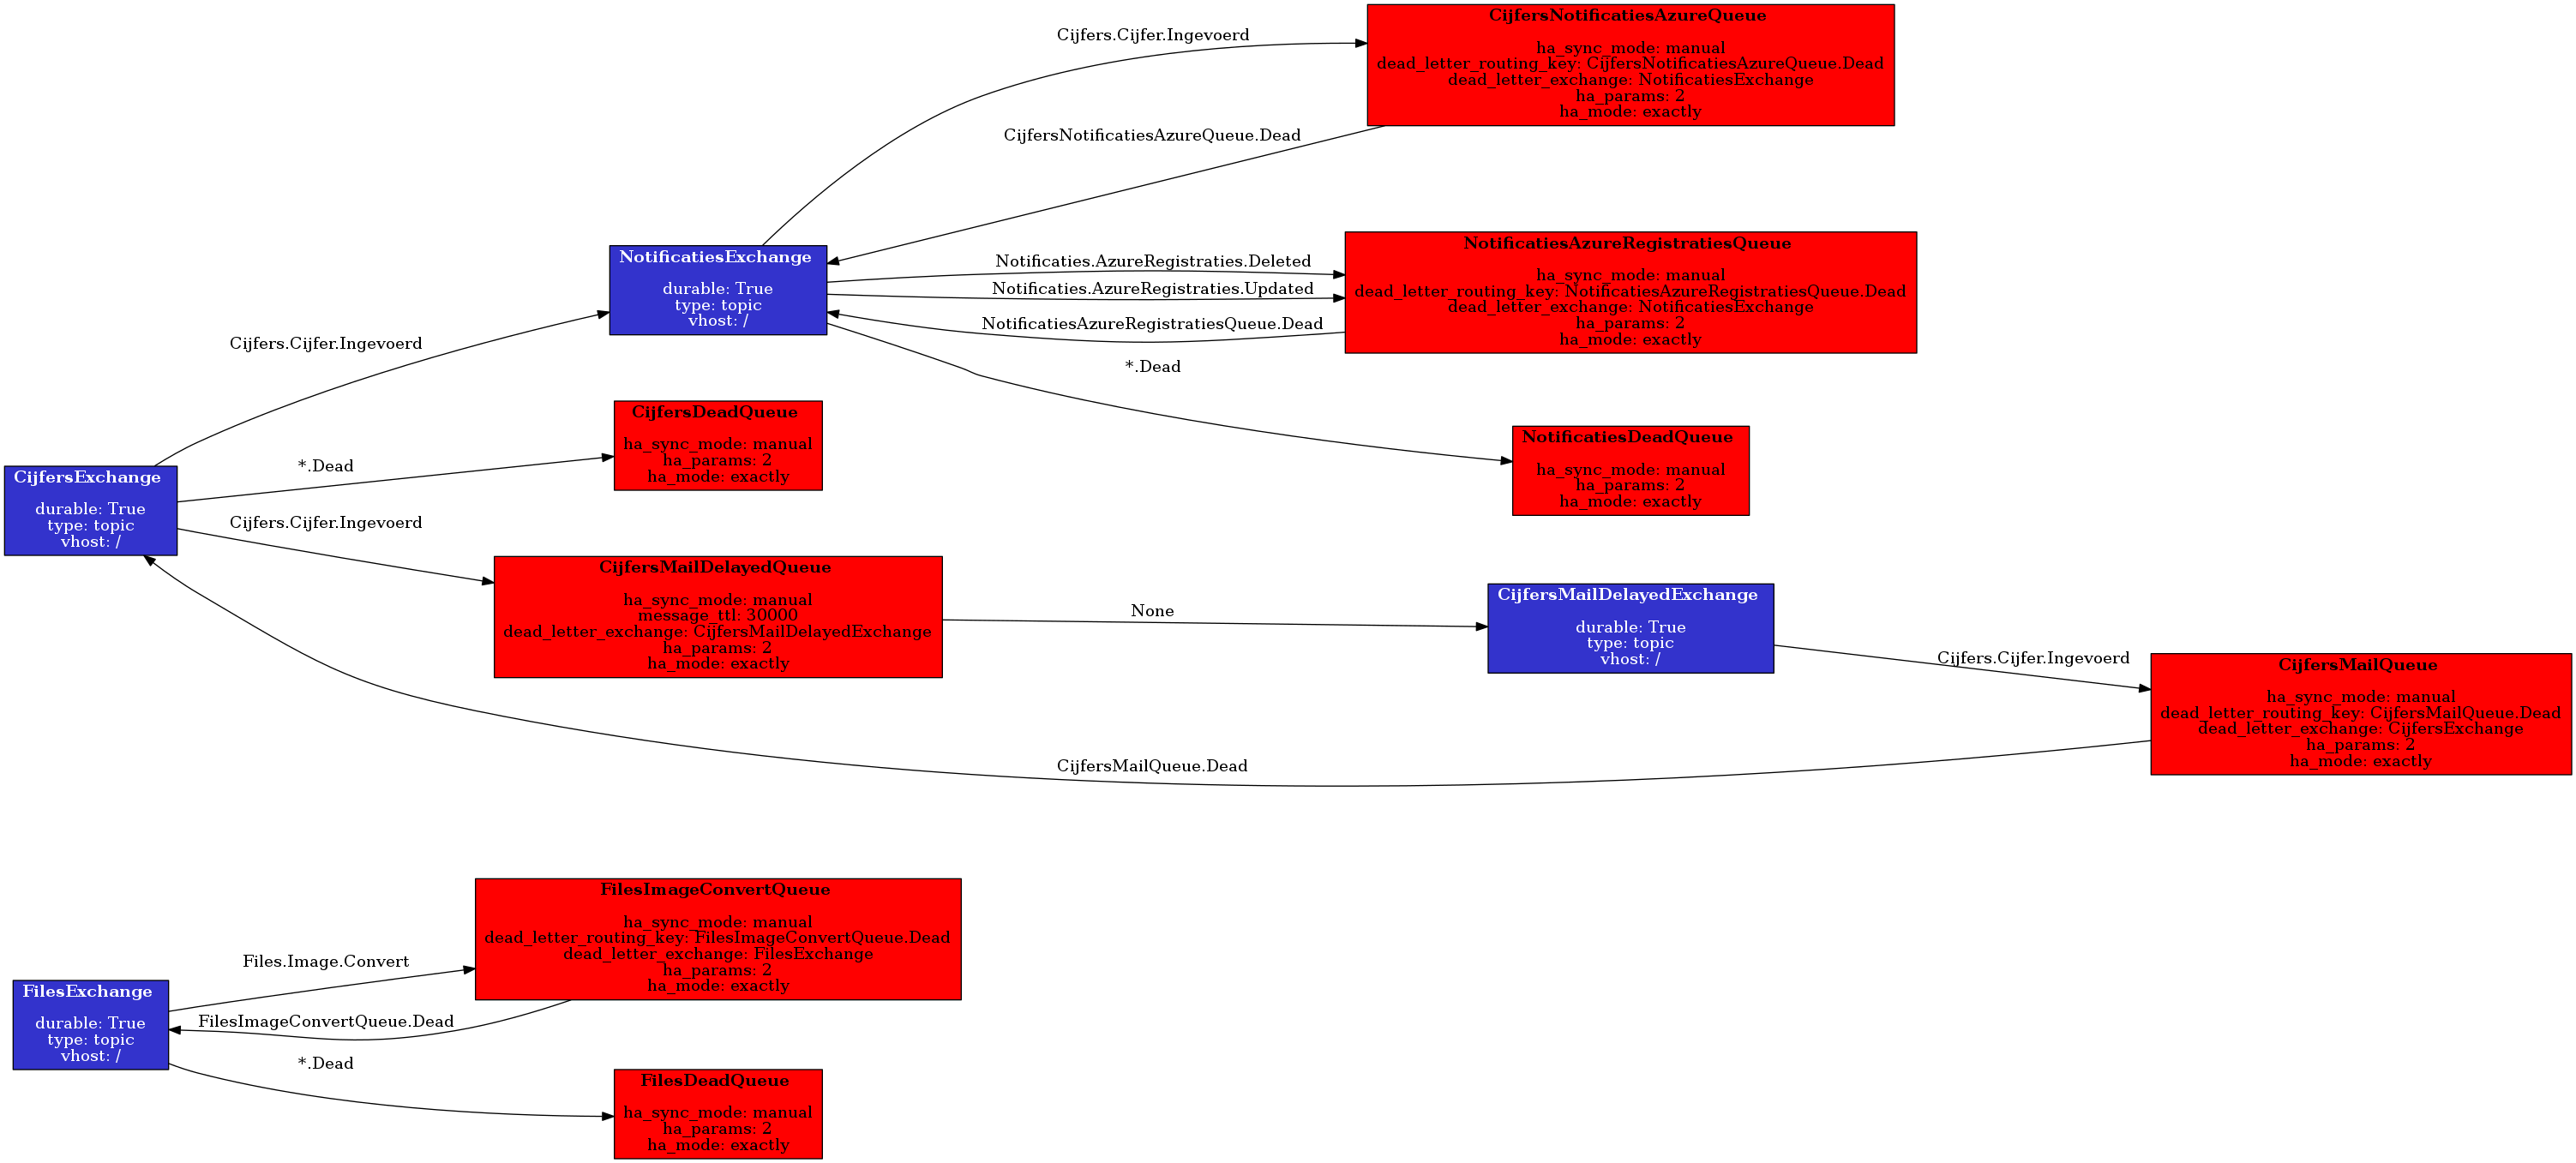 CijfersNotificatiesAzureQueue
ha_sync_mode: manual
dead_letter_routing_key: CijfersNotificatiesAzureQueue.Dead
dead_letter_exchange: NotificatiesExchange
ha_params: 2
ha_mode: exactly
Cijfers.Cijfer.Ingevoerd
CijfersNotificatiesAzureQueue.Dead
NotificatiesExchange
durable: True
type: topic
vhost: /
Notificaties.AzureRegistraties.Deleted
Notificaties.AzureRegistraties.Updated
NotificatiesAzureRegistratiesQueue.Dead
*.Dead
NotificatiesAzureRegistratiesQueue
ha_sync_mode: manual
dead_letter_routing_key: NotificatiesAzureRegistratiesQueue.Dead
dead_letter_exchange: NotificatiesExchange
ha_params: 2
ha_mode: exactly
Cijfers.Cijfer.Ingevoerd
CijfersDeadQueue
ha_sync_mode: manual
ha_params: 2
ha_mode: exactly
NotificatiesDeadQueue
ha_sync_mode: manual
ha_params: 2
ha_mode: exactly
CijfersExchange
durable: True
type: topic
vhost: /
*.Dead
Cijfers.Cijfer.Ingevoerd
CijfersMailDelayedQueue
ha_sync_mode: manual
message_ttl: 30000
dead_letter_exchange: CijfersMailDelayedExchange
ha_params: 2
ha_mode: exactly
None
CijfersMailDelayedExchange
durable: True
type: topic
vhost: /
Cijfers.Cijfer.Ingevoerd
CijfersMailQueue
ha_sync_mode: manual
dead_letter_routing_key: CijfersMailQueue.Dead
dead_letter_exchange: CijfersExchange
ha_params: 2
ha_mode: exactly
CijfersMailQueue.Dead
FilesImageConvertQueue
ha_sync_mode: manual
dead_letter_routing_key: FilesImageConvertQueue.Dead
dead_letter_exchange: FilesExchange
ha_params: 2
ha_mode: exactly
Files.Image.Convert
FilesExchange
durable: True
type: topic
vhost: /
FilesImageConvertQueue.Dead
*.Dead
FilesDeadQueue
ha_sync_mode: manual
ha_params: 2
ha_mode: exactly